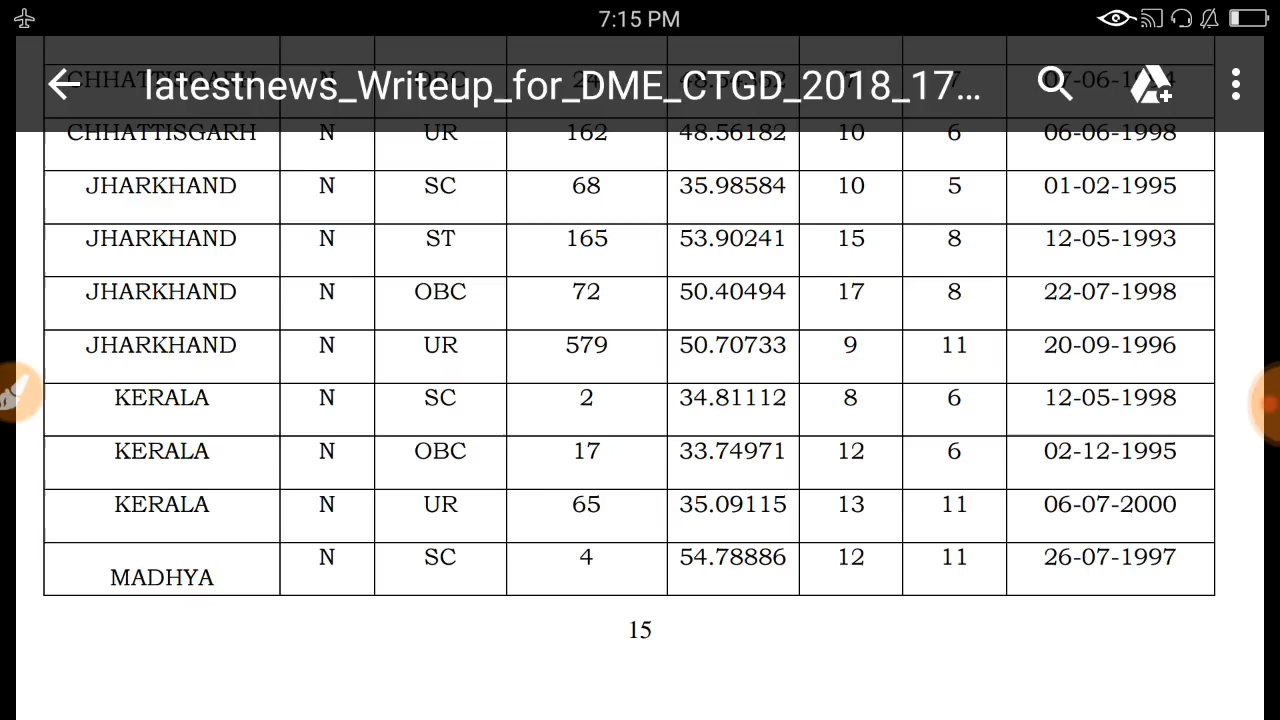 7:15 PM
latestnews_Writeup_for_DME_CTGD_2018_17...
CHHATTISGARH N OBC
CHHATTISGARH N UR 162 48.56182 10 6 06-06-1998
JHARKHAND N SC 68 35.98584 10 5 01-02-1995
JHARKHAND N ST 165 53.90241 15 8 12-05-1993
JHARKHAND N OBC 72 50.40494 17 8 22-07-1998
JHARKHAND N UR 579 50.70733 9 11 20-09-1996
KERALA N SC 2 34.81112 8 6 12-05-1998
KERALA N OBC 17 33.74971 12 6 02-12-1995
KERALA N UR 65 35.09115 13 11 06-07-2000
MADHYA N SC 4 54.78886 12 11 26-07-1997
15